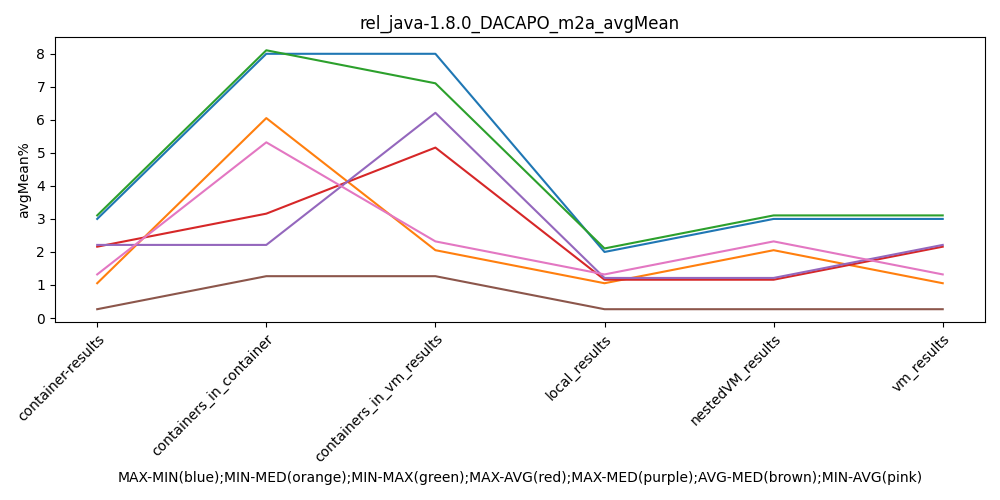 rel_java-1.8.0_DACAPO_m2a_avgMean
8
7
6
5
4
3
2
1
0
avgMean%
container-results
containers_in_container
containers_in_vm_results
local_results
nestedVM_results
vm_results
MAX-MIN(blue);MIN-MED(orange);MIN-MAX(green);MAX-AVG(red);MAX-MED(purple);AVG-MED(brown);MIN-AVG(pink)